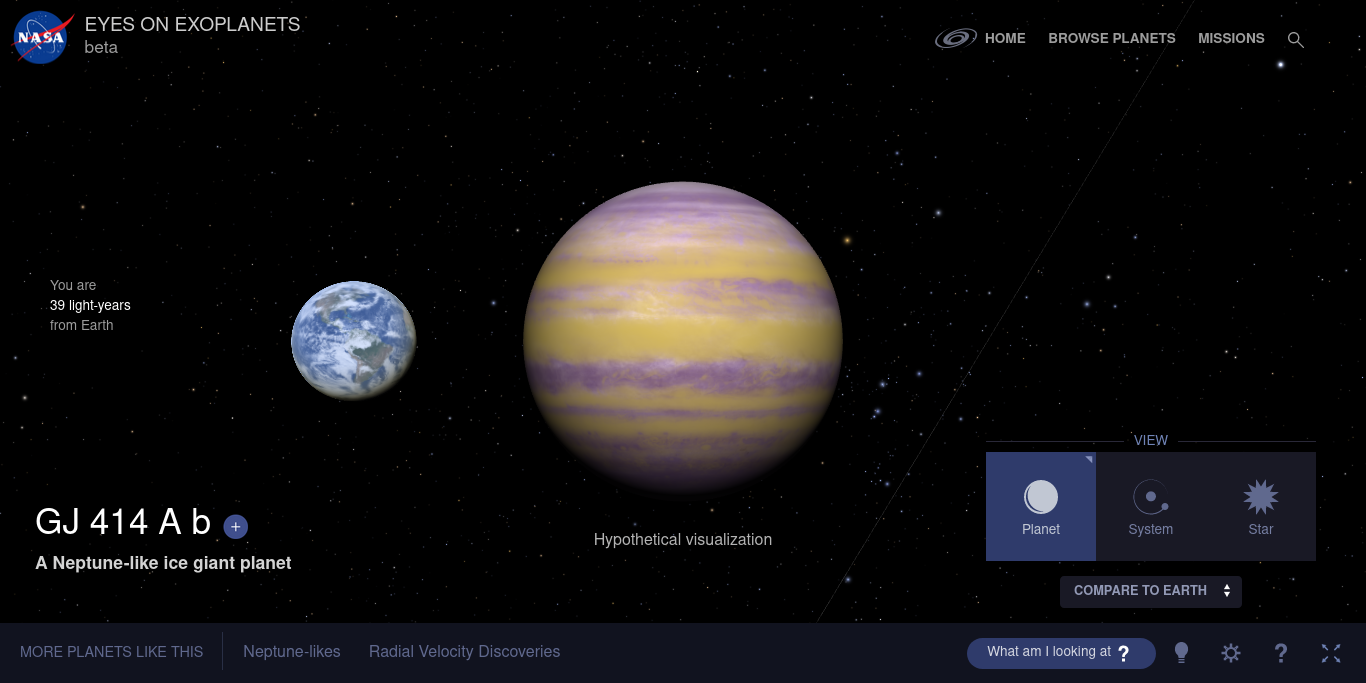 NASA
EYES ON EXOPLANETS
beta
HOME
BROWSE PLANETS
MISSIONS
You are
39 light-years
from Earth
GJ 414 A b +
A Neptune-like ice giant planet
Hypothetical visualization
VIEW
Planet
System
Star
COMPARE TO EARTH
MORE PLANETS LIKE THIS
Neptune-likes
Radial Velocity Discoveries
What am I looking at ?
?